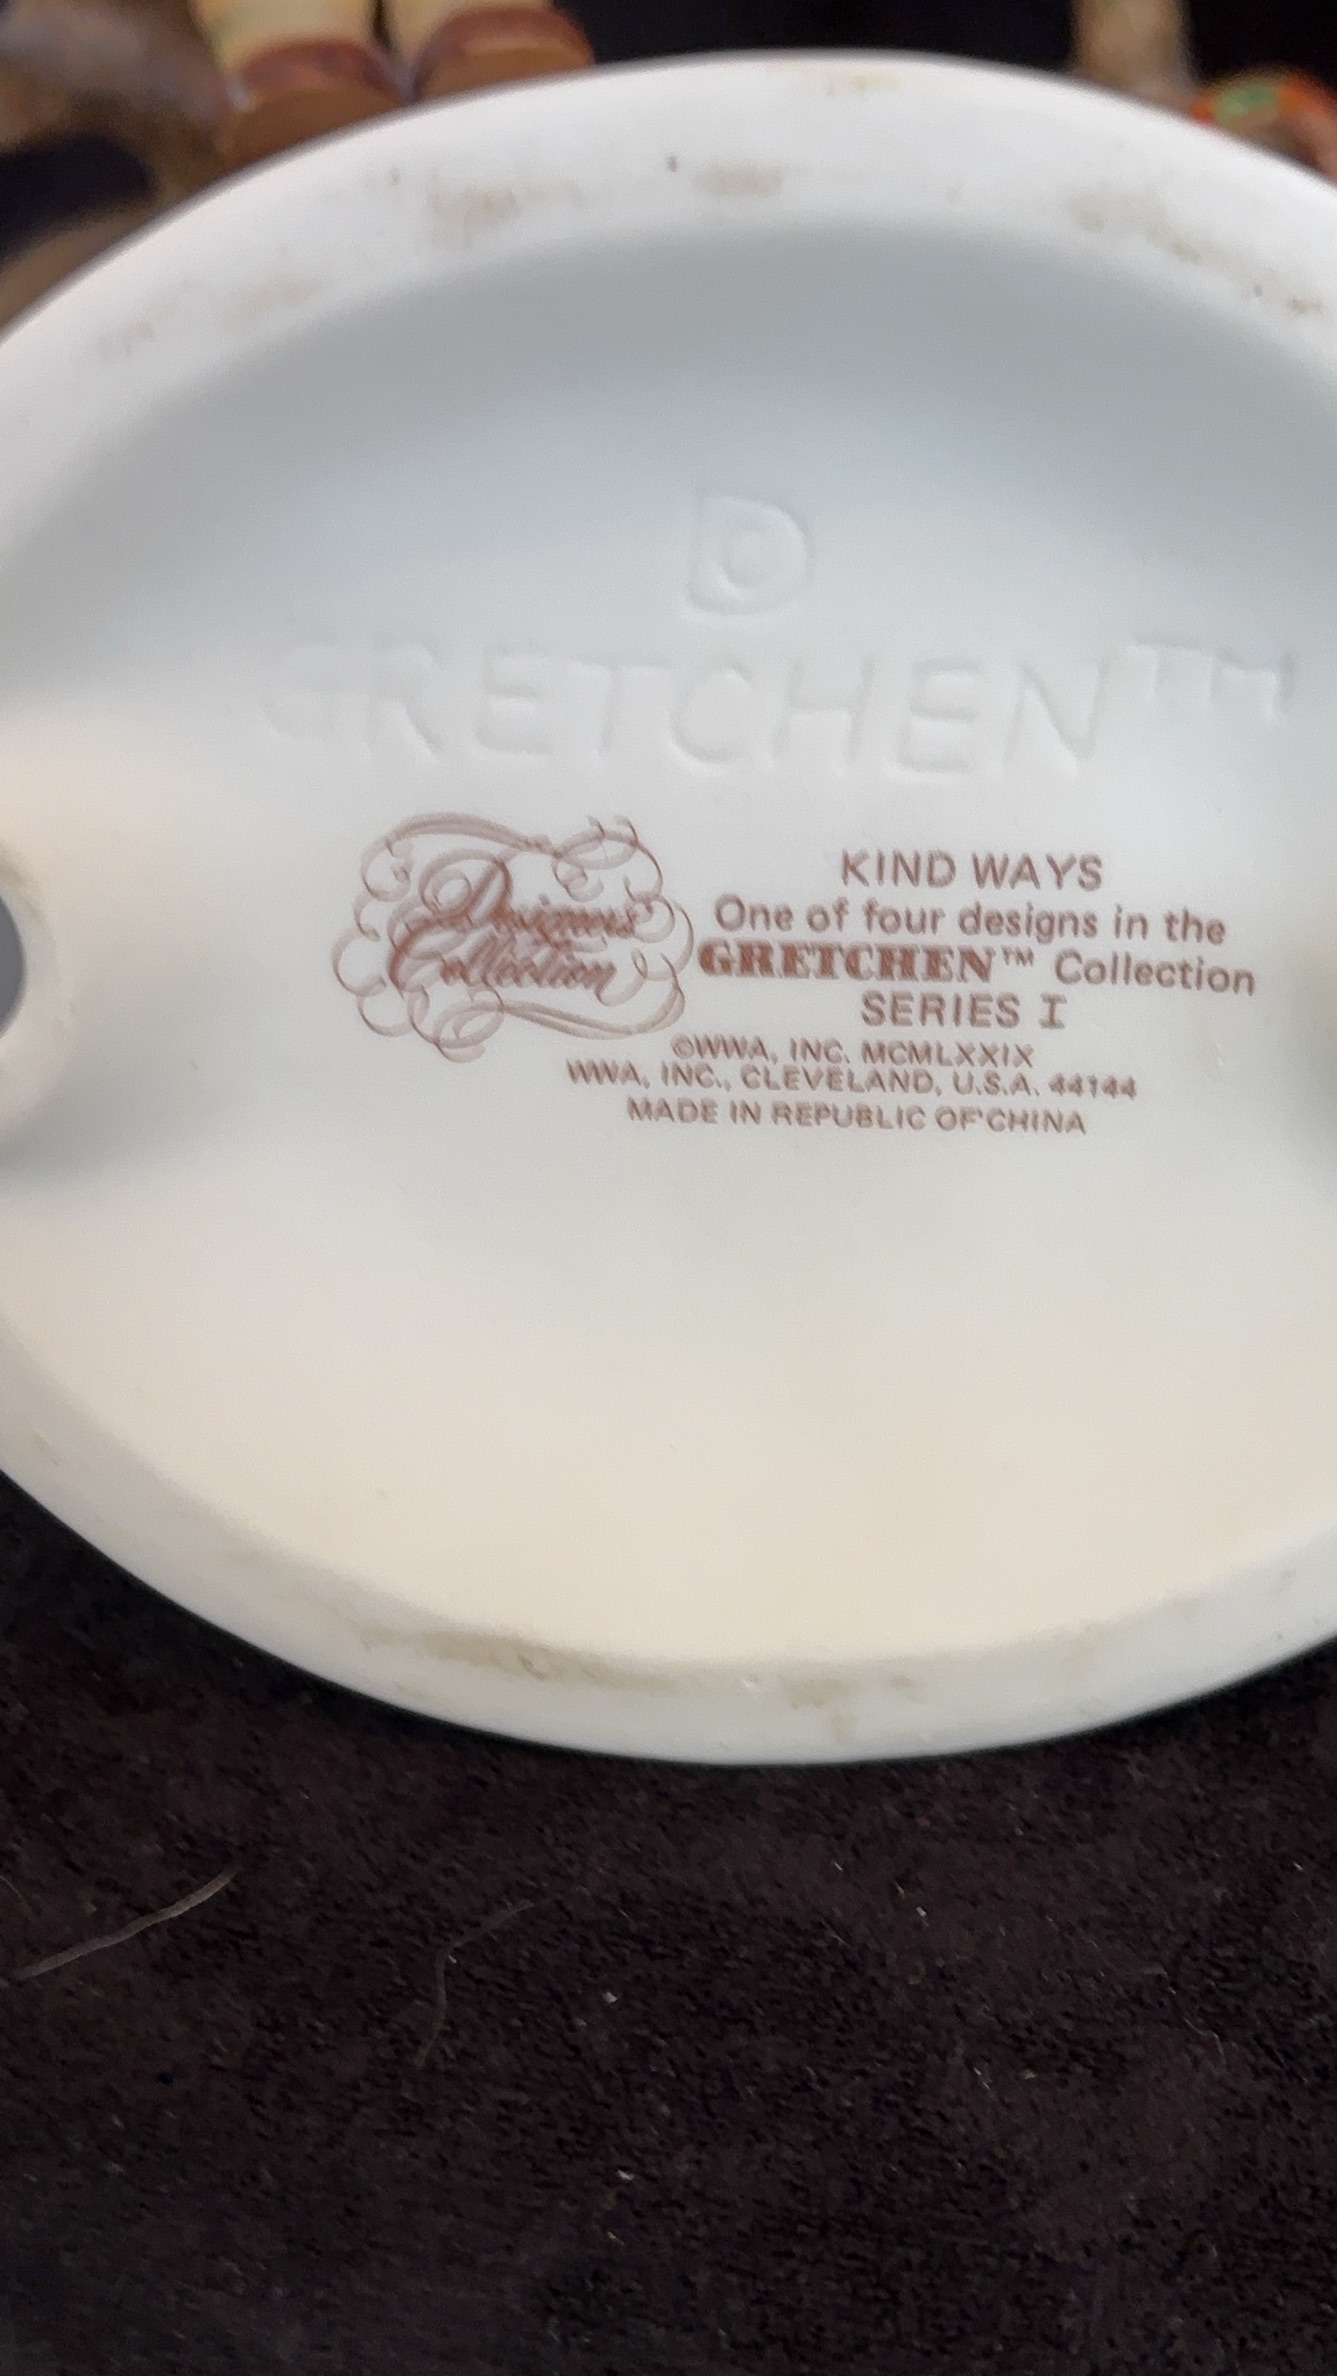 D
GRETCHEN™
Designers'
Collection
KIND WAYS
One of four designs in the
GRETCHEN™ Collection
SERIES I
©WWA, INC. MCMLXXIX
WWA, INC., CLEVELAND, U.S.A. 44144
MADE IN REPUBLIC OF CHINA